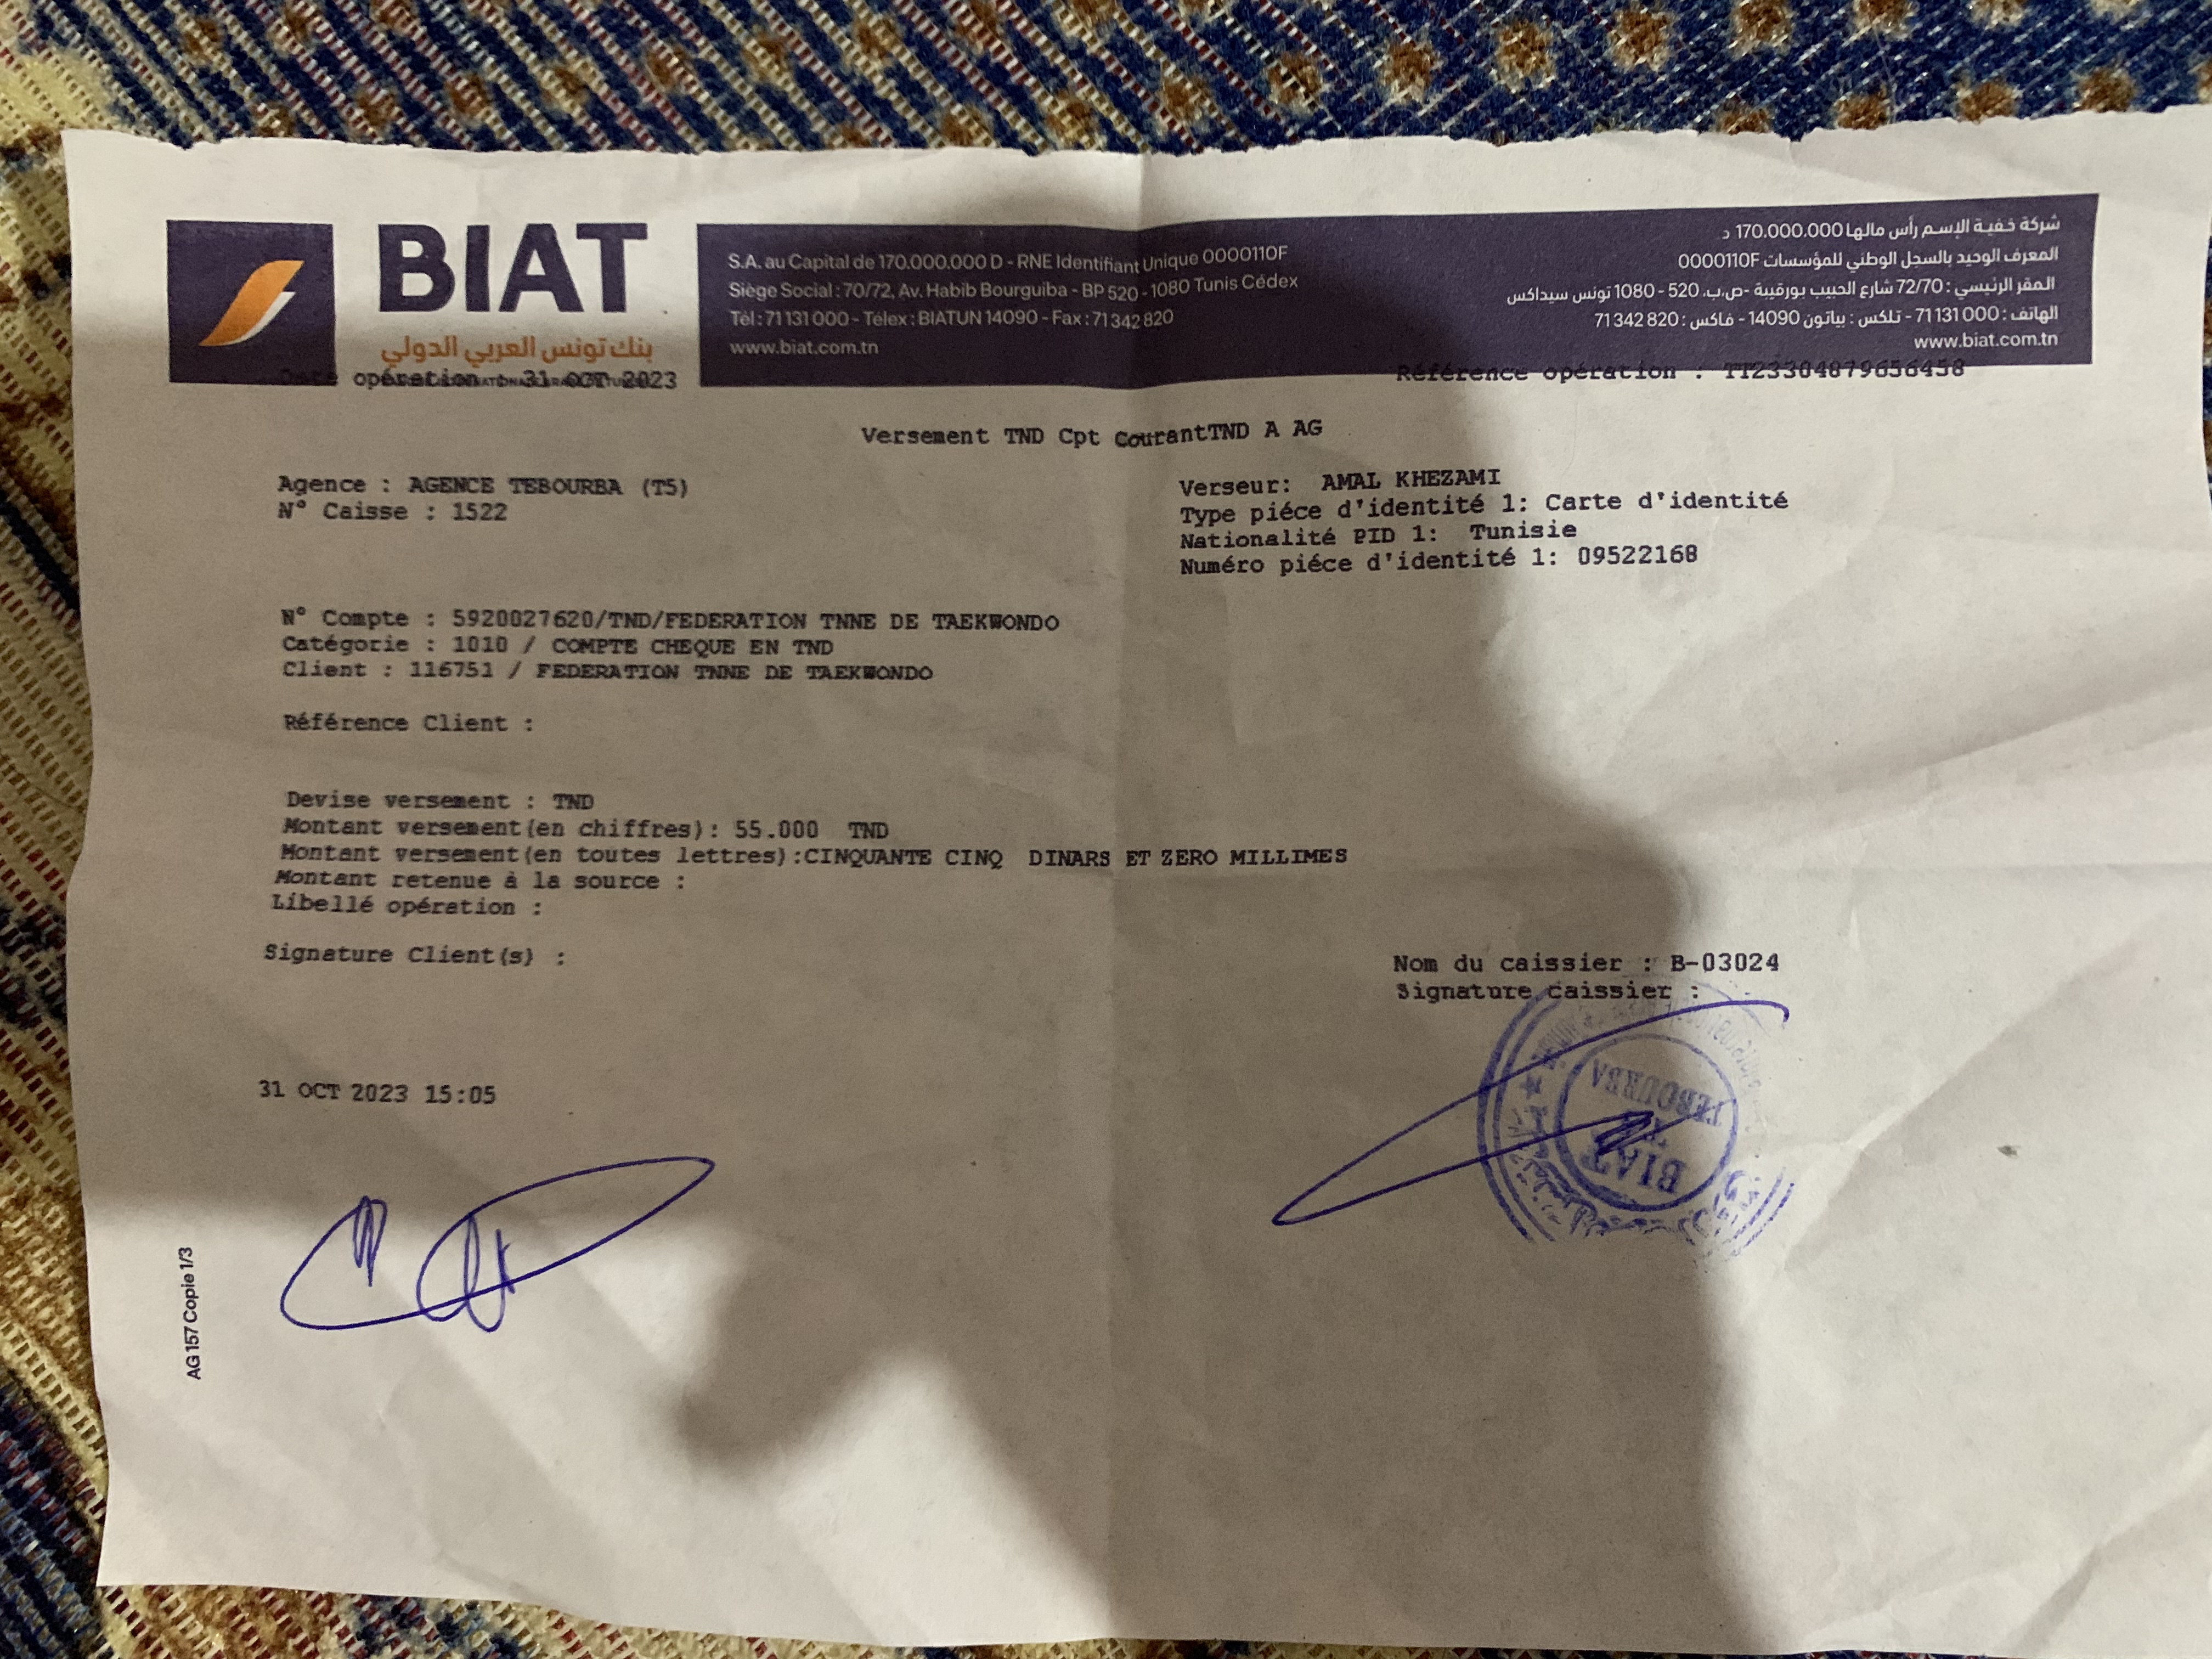 BIAT
بنك تونس العربي الدولي
S.A. au Capital de 170.000.000 D - RNE Identifiant Unique 0000110F
Siège Social : 70/72, Av. Habib Bourguiba - BP 520 - 1080 Tunis Cédex
Tél : 71 131 000 - Télex : BIATUN 14090 - Fax : 71 342 820
www.biat.com.tn
شركة خفية الإسم رأس مالها 170.000.000 د
المعرف الوحيد بالسجل الوطني للمؤسسات 0000110F
المقر الرئيسي : 72/70 شارع الحبيب بورقيبة -ص.ب. 520 - 1080 تونس سيداكس
الهاتف : 71 131 000 - تلكس : بياتون 14090 - فاكس : 71 342 820
www.biat.com.tn
Date opération : 31 OCT 2023
Référence opération : TT23304879656458
Versement TND Cpt CourantTND A AG
Agence : AGENCE TEBOURBA (T5)
N° Caisse : 1522
Verseur: AMAL KHEZAMI
Type piéce d'identité 1: Carte d'identité
Nationalité PID 1: Tunisie
Numéro piéce d'identité 1: 09522168
N° Compte : 5920027620/TND/FEDERATION TNNE DE TAEKWONDO
Catégorie : 1010 / COMPTE CHEQUE EN TND
Client : 116751 / FEDERATION TNNE DE TAEKWONDO
Référence Client :
Devise versement : TND
Montant versement(en chiffres): 55.000 TND
Montant versement(en toutes lettres):CINQUANTE CINQ DINARS ET ZERO MILLIMES
Montant retenue à la source :
Libellé opération :
Signature Client(s) :
Nom du caissier : B-03024
Signature caissier :
31 OCT 2023 15:05
TEBOURBA
BIAT
AG 157 Copie 1/3